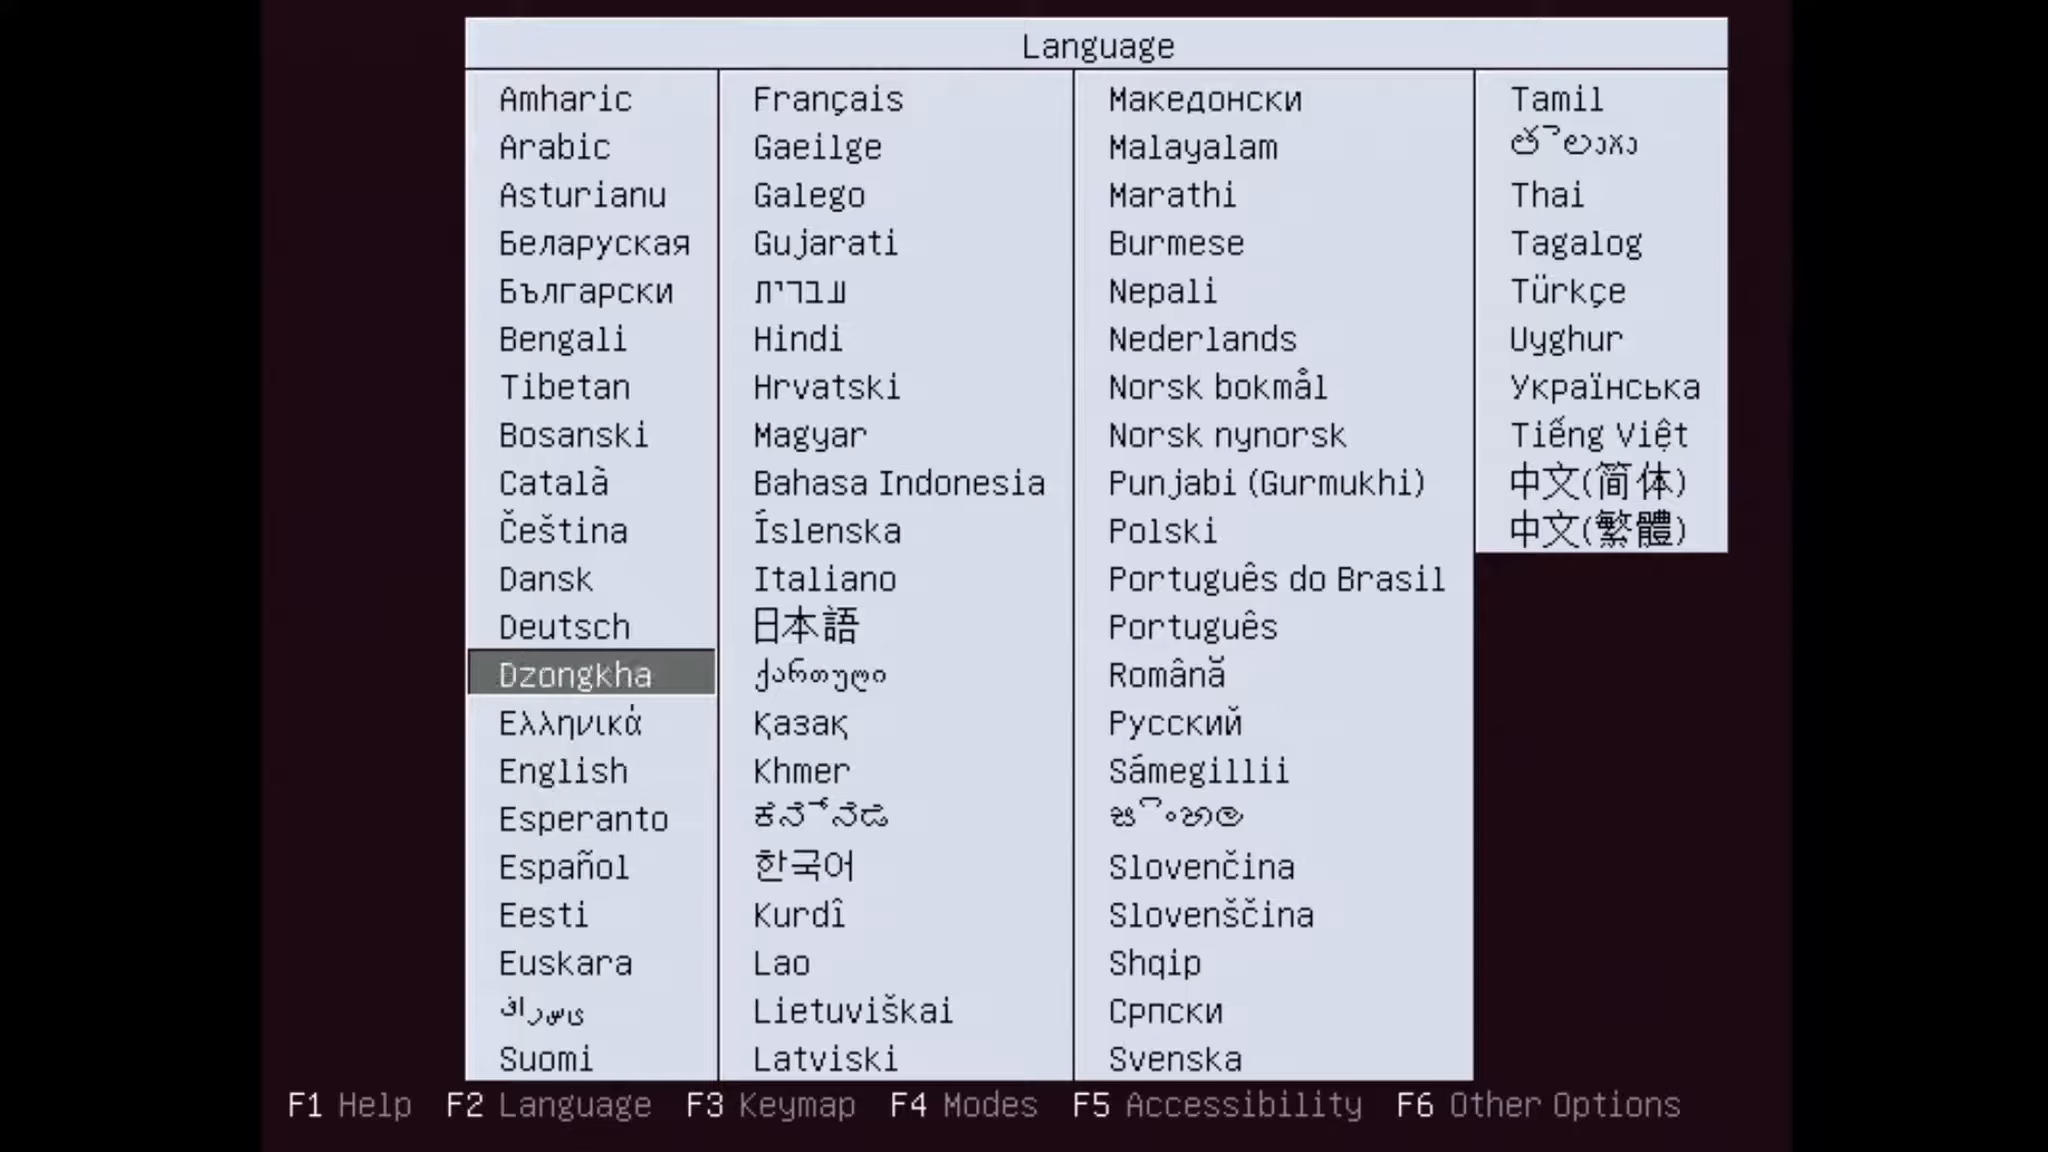 Language
Amharic
Arabic
Asturianu
Беларуская
Български
Bengali
Tibetan
Bosanski
Català
Čeština
Dansk
Deutsch
Dzongkha
Ελληνικά
English
Esperanto
Español
Eesti
Euskara
ﻰﺳرﺎﻓ
Suomi
Français
Gaeilge
Galego
Gujarati
תירבע
Hindi
Hrvatski
Magyar
Bahasa Indonesia
Íslenska
Italiano
日本語
ქართული
Қазақ
Khmer
ಕನ್ನಡ
한국어
Kurdî
Lao
Lietuviškai
Latviski
Македонски
Malayalam
Marathi
Burmese
Nepali
Nederlands
Norsk bokmål
Norsk nynorsk
Punjabi (Gurmukhi)
Polski
Português do Brasil
Português
Română
Русский
Sámegillii
සිංහල
Slovenčina
Slovenščina
Shqip
Српски
Svenska
Tamil
తెలుగు
Thai
Tagalog
Türkçe
Uyghur
Українська
Tiếng Việt
中文(简体)
中文(繁體)
F1 Help F2 Language F3 Keymap F4 Modes F5 Accessibility F6 Other Options